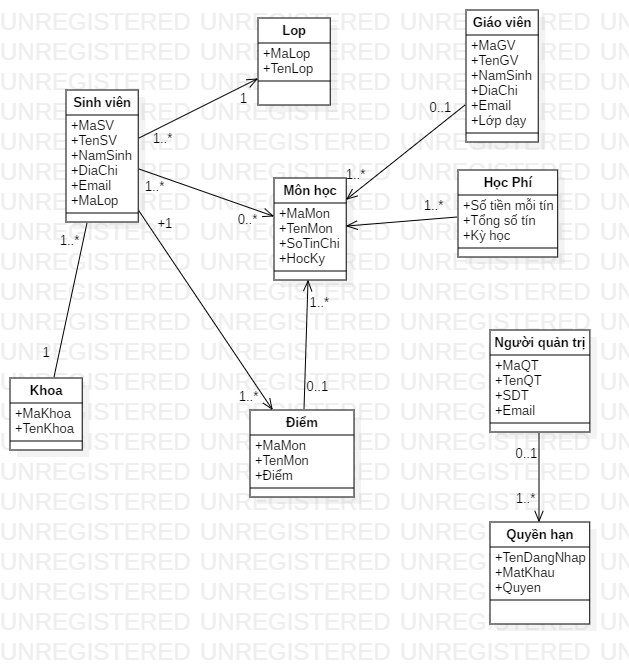 Lop
+MaLop
+TenLop
Giáo viên
+MaGV
+TenGV
+NamSinh
+DiaChi
+Email
+Lớp dạy
Sinh viên
+MaSV
+TenSV
+NamSinh
+DiaChi
+Email
+MaLop
1..*
1
0..1
1..*
Môn học
+MaMon
+TenMon
+SoTinChi
+HocKy
Học Phí
+Số tiền mỗi tín
+Tổng số tín
+Kỳ học
1..*
1..*
0..*
+1
1..*
1..*
1
1..*
0..1
Khoa
+MaKhoa
+TenKhoa
Điểm
+MaMon
+TenMon
+Điểm
Người quản trị
+MaQT
+TenQT
+SDT
+Email
0..1
1..*
Quyền hạn
+TenDangNhap
+MatKhau
+Quyen
UNREGISTERED